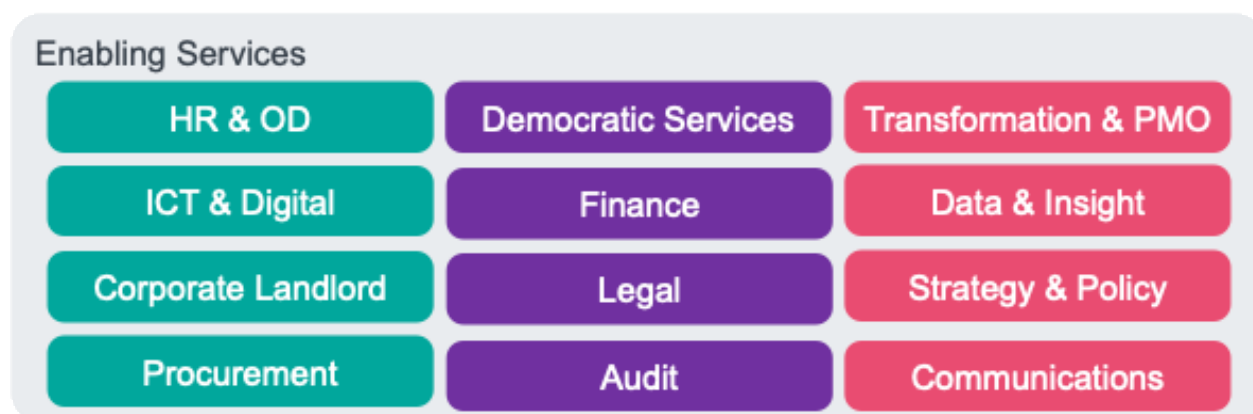 Enabling Services
HR & OD
Democratic Services
Transformation & PMO
ICT & Digital
Finance
Data & Insight
Corporate Landlord
Legal
Strategy & Policy
Procurement
Audit
Communications